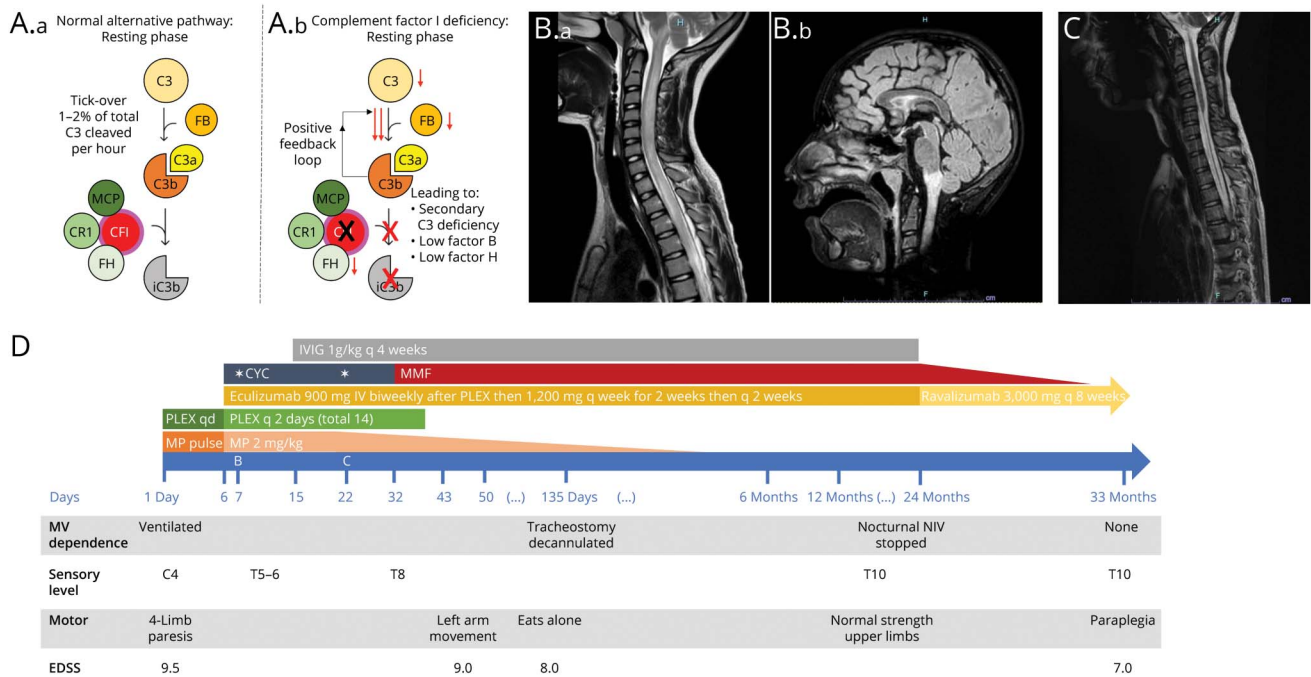 A.a
Normal alternative pathway:
Resting phase
C3
Tick-over
1–2% of total
C3 cleaved
per hour
FB
C3a
C3b
MCP
CR1
CFI
FH
iC3b
A.b
Complement factor I deficiency:
Resting phase
C3
FB
Positive
feedback
loop
C3a
C3b
MCP
CR1
FH
iC3b
Leading to:
• Secondary
C3 deficiency
• Low factor B
• Low factor H
B.a
H
B.b
H
F
cm
C
H
F
cm
D
IVIG 1g/kg q 4 weeks
✶CYC ✶ MMF
Eculizumab 900 mg IV biweekly after PLEX then 1,200 mg q week for 2 weeks then q 2 weeks Ravalizumab 3,000 mg q 8 weeks
PLEX qd PLEX q 2 days (total 14)
MP pulse MP 2 mg/kg
B C
Days 1 Day 6 7 15 22 32 43 50 (...) 135 Days (...) 6 Months 12 Months (...) 24 Months 33 Months
MV
dependence
Ventilated
Tracheostomy
decannulated
Nocturnal NIV
stopped
None
Sensory
level
C4 T5–6 T8 T10 T10
Motor
4-Limb
paresis
Left arm
movement
Eats alone
Normal strength
upper limbs
Paraplegia
EDSS 9.5 9.0 8.0 7.0